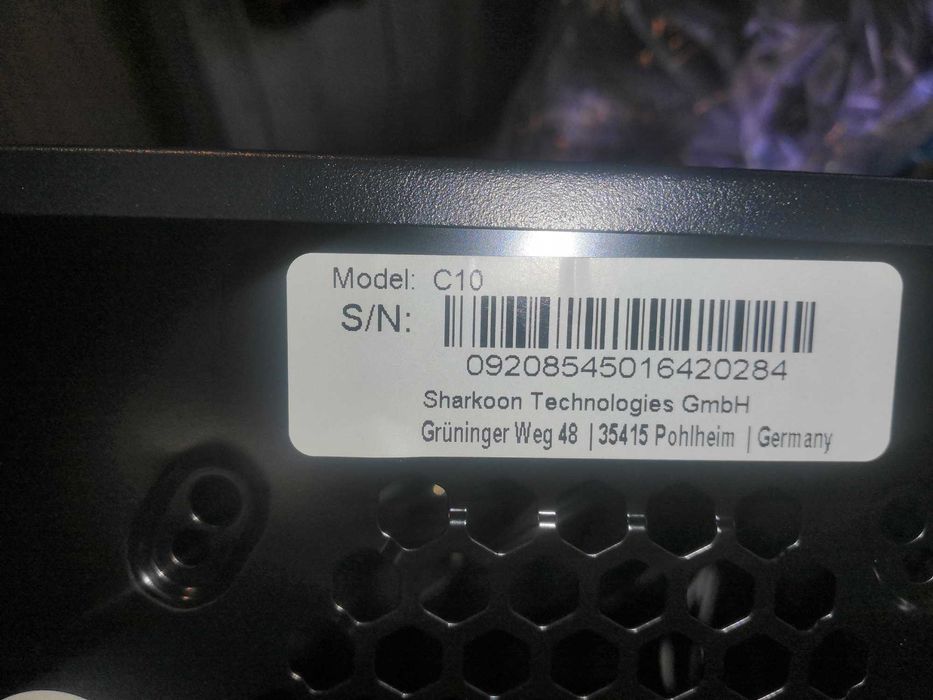 Model: C10
S/N:
09208545016420284
Sharkoon Technologies GmbH
Grüninger Weg 48 | 35415 Pohlheim | Germany